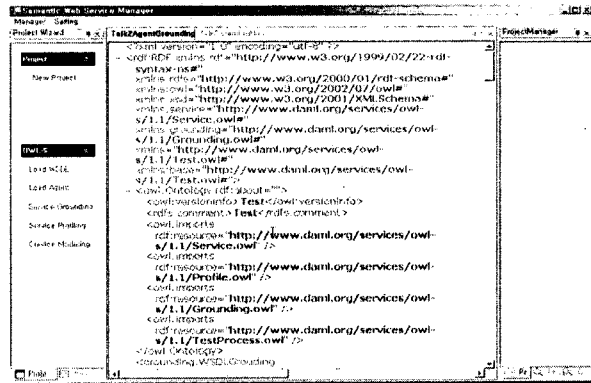 Semantic Web Service Manager
Manager Setting
Project Wizard
Talk2AgentGrounding
ProjectManager
<?xml version="1.0" encoding="utf-8" ?>
- <rdf:RDF xmlns:rdf="http://www.w3.org/1999/02/22-rdf-
syntax-ns#"
xmlns:rdfs="http://www.w3.org/2000/01/rdf-schema#"
xmlns:owl="http://www.w3.org/2002/07/owl#"
xmlns:xsd="http://www.w3.org/2001/XMLSchema#"
xmlns:service="http://www.daml.org/services/owl-
s/1.1/Service.owl#"
xmlns:grounding="http://www.daml.org/services/owl-
s/1.1/Grounding.owl#"
xmlns="http://www.daml.org/services/owl-
s/1.1/Test.owl#"
xmlns:base="http://www.daml.org/services/owl-
s/1.1/Test.owl#">
- <owl:Ontology rdf:about="">
<owl:versionInfo>Test</owl:versionInfo>
<rdfs:comment>Test</rdfs:comment>
<owl:imports
rdf:resource="http://www.daml.org/services/owl-
s/1.1/Service.owl" />
<owl:imports
rdf:resource="http://www.daml.org/services/owl-
s/1.1/Profile.owl" />
<owl:imports
rdf:resource="http://www.daml.org/services/owl-
s/1.1/Grounding.owl" />
<owl:imports
rdf:resource="http://www.daml.org/services/owl-
s/1.1/TestProcess.owl" />
</owl:Ontology>
<grounding:WSDLGrounding
Project
New Project
OWL-S
Load WSDL
Load Agent
Service Grounding
Service Profiling
Service Modeling